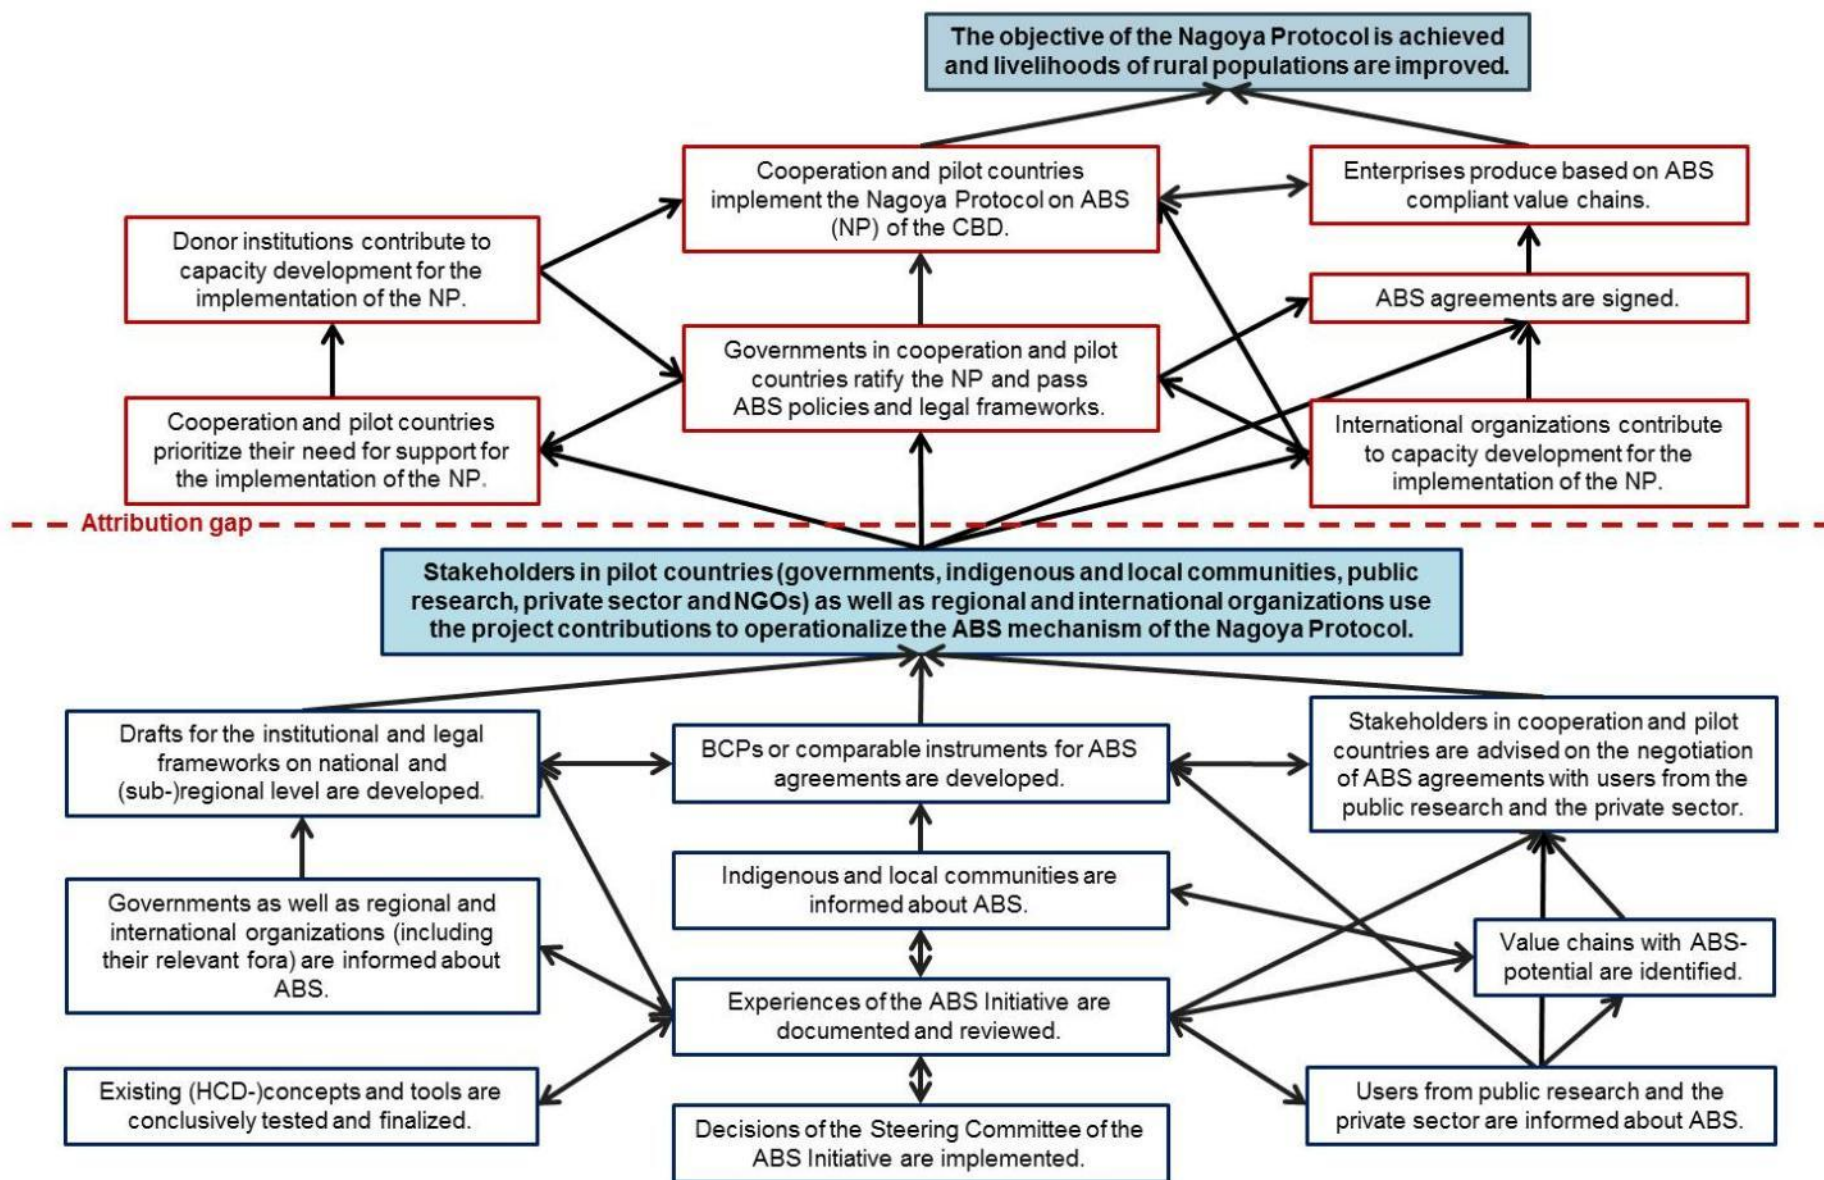 The objective of the Nagoya Protocol is achieved
and livelihoods of rural populations are improved.
Cooperation and pilot countries
implement the Nagoya Protocol on ABS
(NP) of the CBD.
Enterprises produce based on ABS
compliant value chains.
Donor institutions contribute to
capacity development for the
implementation of the NP.
ABS agreements are signed.
Governments in cooperation and pilot
countries ratify the NP and pass
ABS policies and legal frameworks.
Cooperation and pilot countries
prioritize their need for support for
the implementation of the NP.
International organizations contribute
to capacity development for the
implementation of the NP.
Attribution gap
Stakeholders in pilot countries (governments, indigenous and local communities, public
research, private sector and NGOs) as well as regional and international organizations use
the project contributions to operationalize the ABS mechanism of the Nagoya Protocol.
Drafts for the institutional and legal
frameworks on national and
(sub-)regional level are developed.
BCPs or comparable instruments for ABS
agreements are developed.
Stakeholders in cooperation and pilot
countries are advised on the negotiation
of ABS agreements with users from the
public research and the private sector.
Governments as well as regional and
international organizations (including
their relevant fora) are informed about
ABS.
Indigenous and local communities are
informed about ABS.
Value chains with ABS-
potential are identified.
Experiences of the ABS Initiative are
documented and reviewed.
Existing (HCD-)concepts and tools are
conclusively tested and finalized.
Users from public research and the
private sector are informed about ABS.
Decisions of the Steering Committee of the
ABS Initiative are implemented.